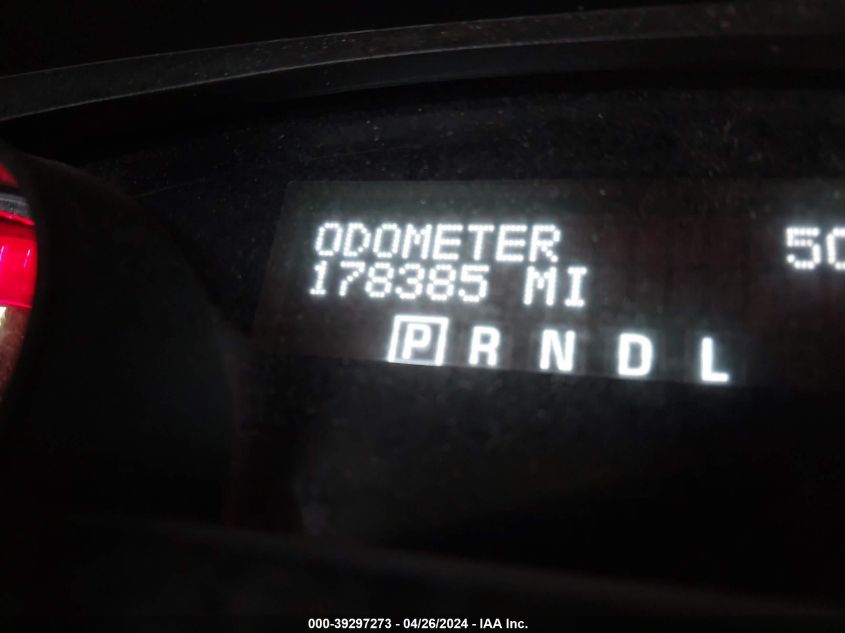 ODOMETER
178385 MI
P R N D L
000-39297273 - 04/26/2024 - IAA Inc.